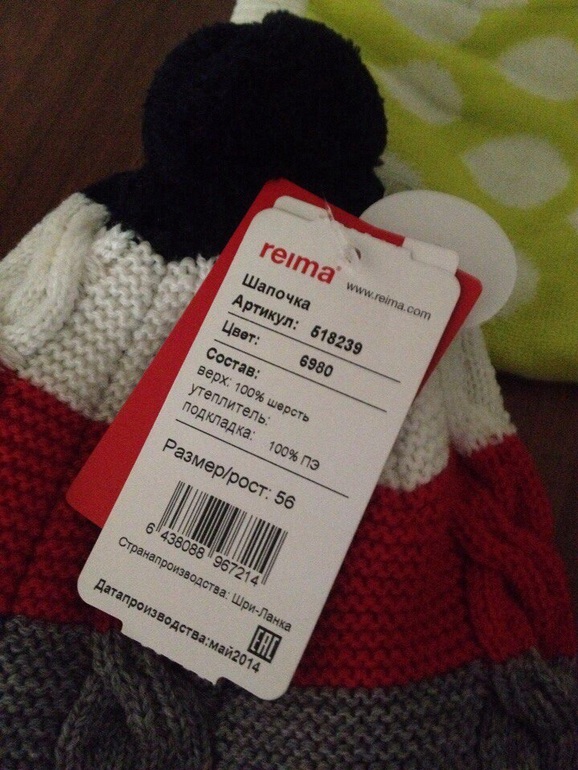 reima
www.reima.com
Шапочка
Артикул: 518239
Цвет: 6980
Состав:
верх: 100% шерсть
утеплитель:
подкладка: 100% ПЭ
Размер/рост: 56
6 438088 967214
Странапроизводства: Шри-Ланка
Датапроизводства:май2014
ЕАС